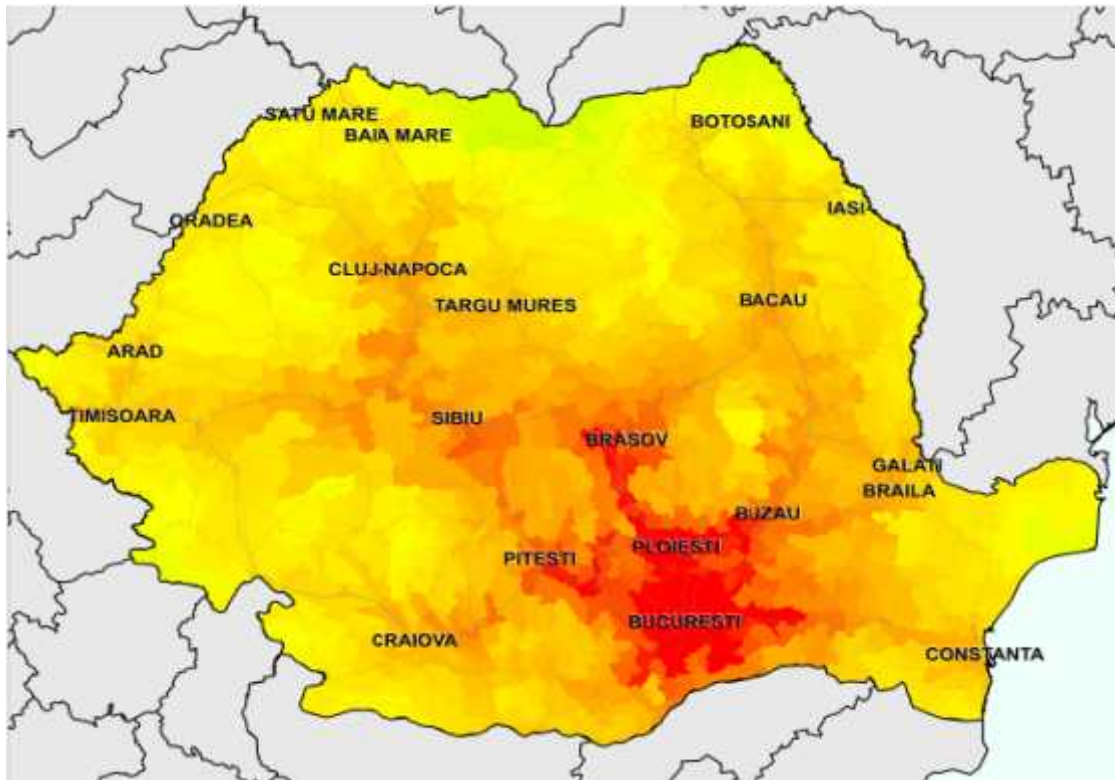 SATU MARE
BAIA MARE
BOTOSANI
ORADEA
IASI
CLUJ-NAPOCA
TARGU MURES
BACAU
ARAD
TIMISOARA
SIBIU
BRASOV
GALATI
BRAILA
BUZAU
PLOIESTI
PITESTI
BUCURESTI
CRAIOVA
CONSTANTA